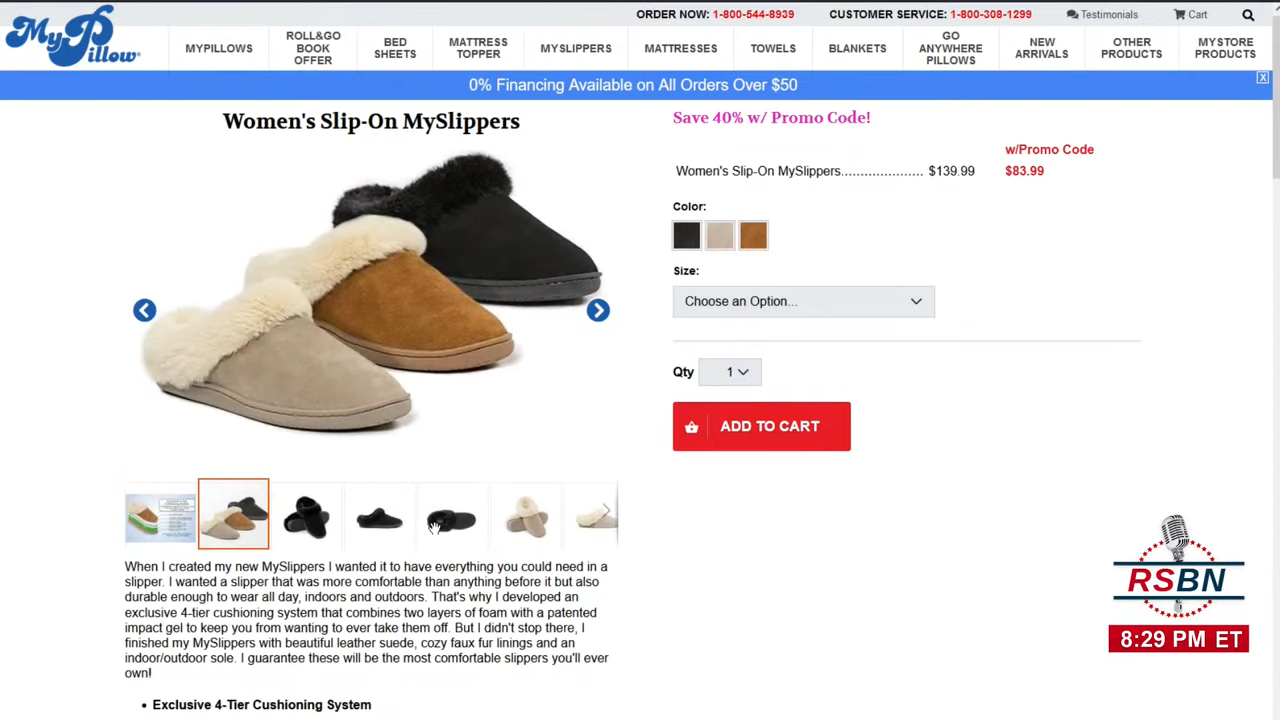 MyPillow®
ORDER NOW: 1-800-544-8939
CUSTOMER SERVICE: 1-800-308-1299
Testimonials
Cart
MYPILLOWS
ROLL&GO
BOOK
OFFER
BED
SHEETS
MATTRESS
TOPPER
MYSLIPPERS
MATTRESSES
TOWELS
BLANKETS
GO
ANYWHERE
PILLOWS
NEW
ARRIVALS
OTHER
PRODUCTS
MYSTORE
PRODUCTS
0% Financing Available on All Orders Over $50
X
Women's Slip-On MySlippers
Save 40% w/ Promo Code!
w/Promo Code
Women's Slip-On MySlippers..................... $139.99 $83.99
Color:
Size:
Choose an Option...
Qty 1
ADD TO CART
When I created my new MySlippers I wanted it to have everything you could need in a
slipper. I wanted a slipper that was more comfortable than anything before it but also
durable enough to wear all day, indoors and outdoors. That's why I developed an
exclusive 4-tier cushioning system that combines two layers of foam with a patented
impact gel to keep you from wanting to ever take them off. But I didn't stop there, I
finished my MySlippers with beautiful leather suede, cozy faux fur linings and an
indoor/outdoor sole. I guarantee these will be the most comfortable slippers you'll ever
own!
• Exclusive 4-Tier Cushioning System
RSBN
8:29 PM ET